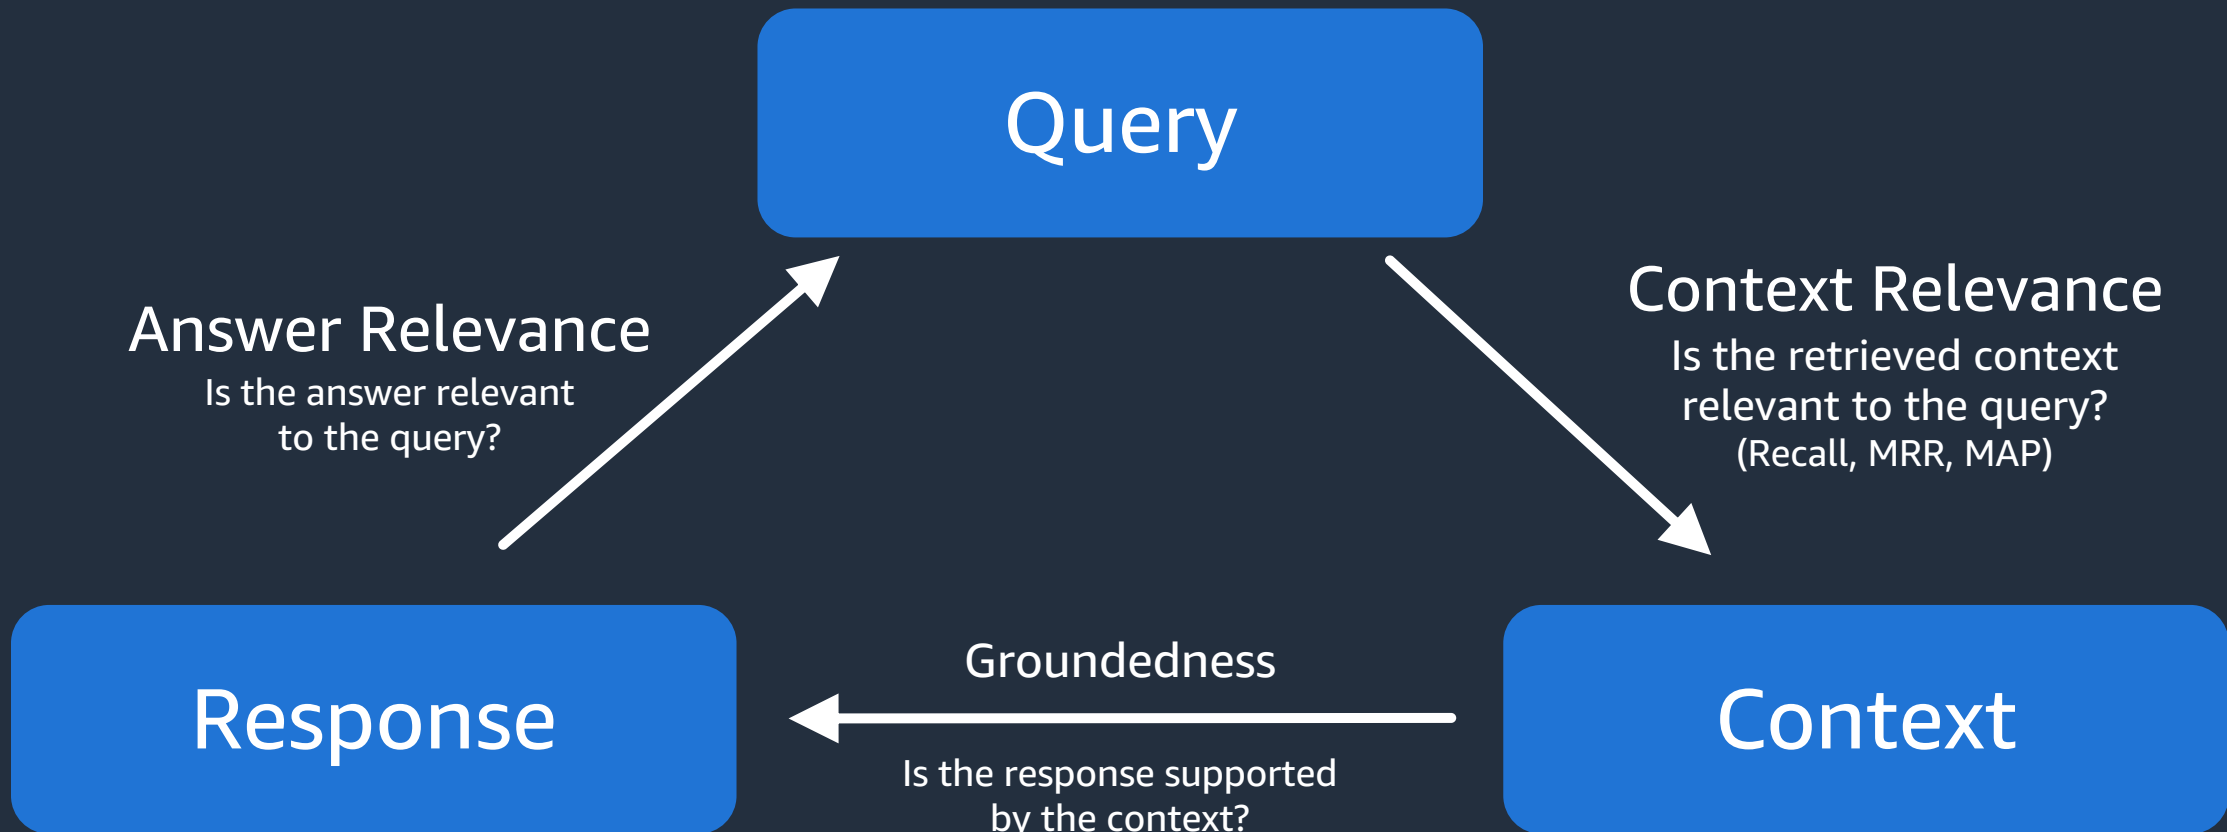 Query
Answer Relevance
Is the answer relevant
to the query?
Context Relevance
Is the retrieved context
relevant to the query?
(Recall, MRR, MAP)
Response
Groundedness
Is the response supported
by the context?
Context